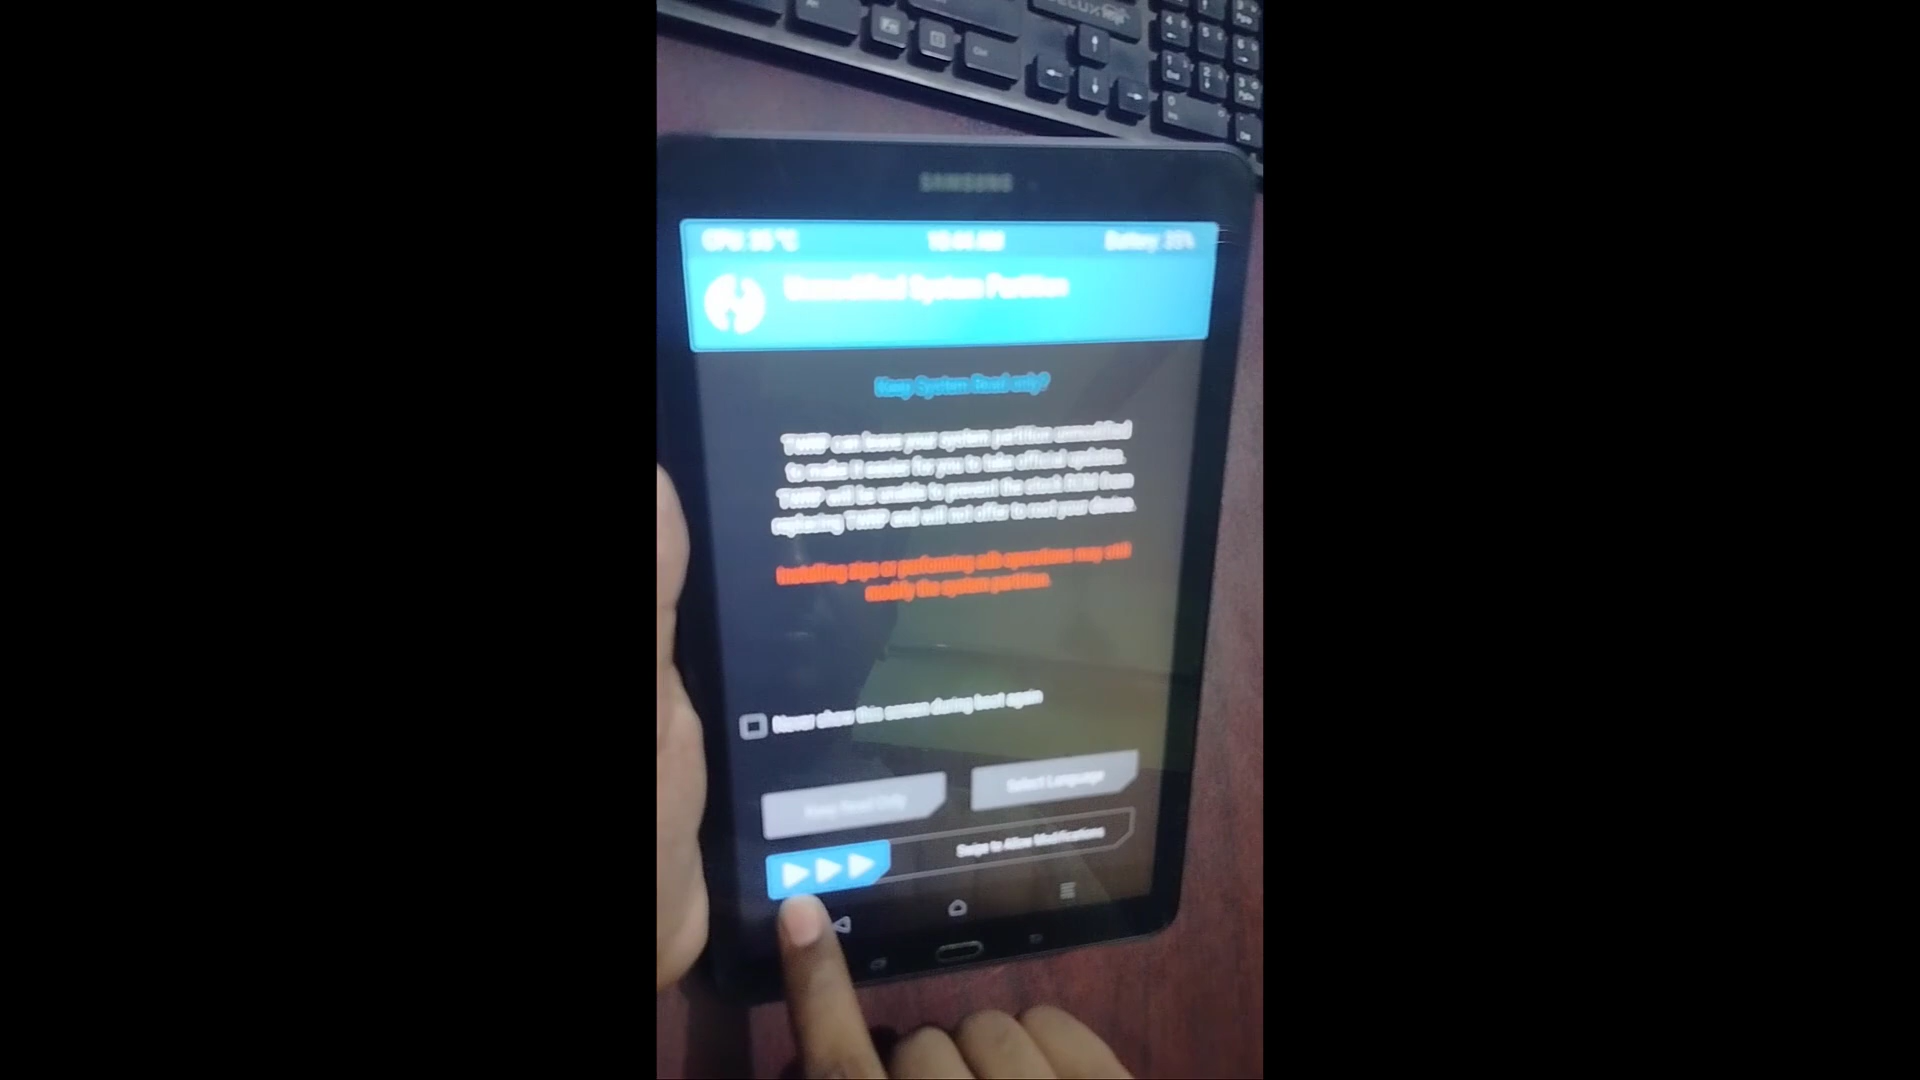 SAMSUNG
CPU: 35 °C
Battery: 35%
Unmodified System Partition
Keep System Read only?
TWRP can leave your system partition unmodified
to make it easier for you to take official updates.
TWRP will be unable to prevent the stock ROM from
replacing TWRP and will not offer to root your device.
Installing zips or performing adb operations may still
modify the system partition.
Never show this screen during boot again
Keep Read Only
Select Language
Swipe to Allow Modifications